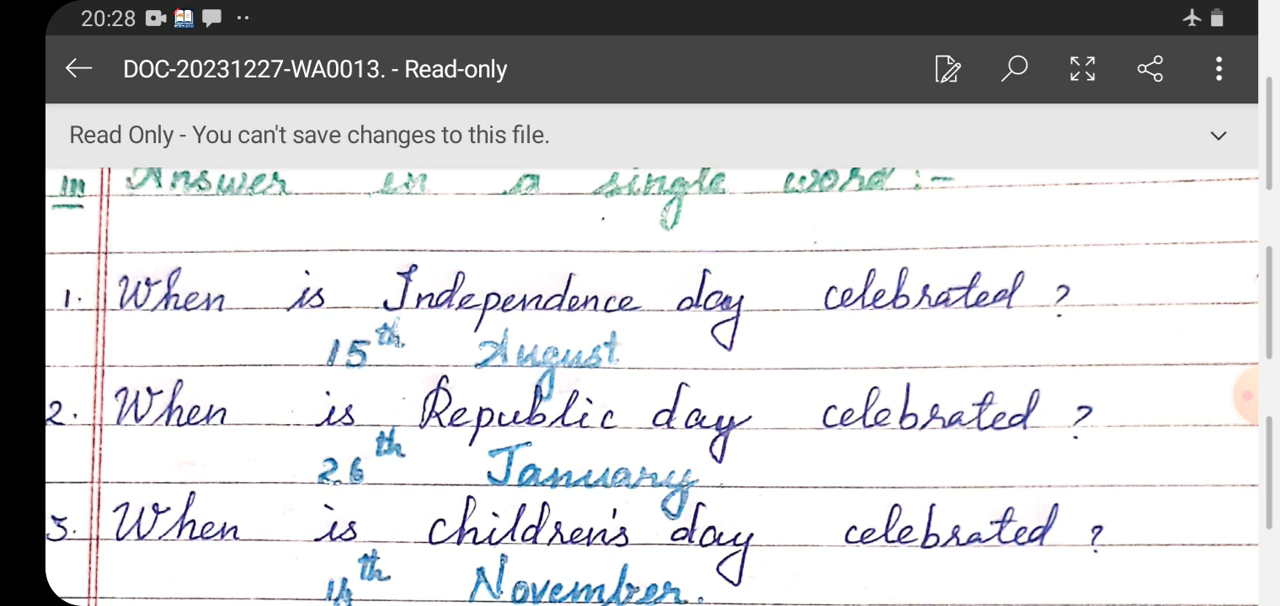 20:28
DOC-20231227-WA0013. - Read-only
Read Only - You can't save changes to this file.
III Answer in a single word :-
1. When is Independence day celebrated ?
15th August.
2. When is Republic day celebrated ?
26th January.
3. When is children's day celebrated ?
14th November.